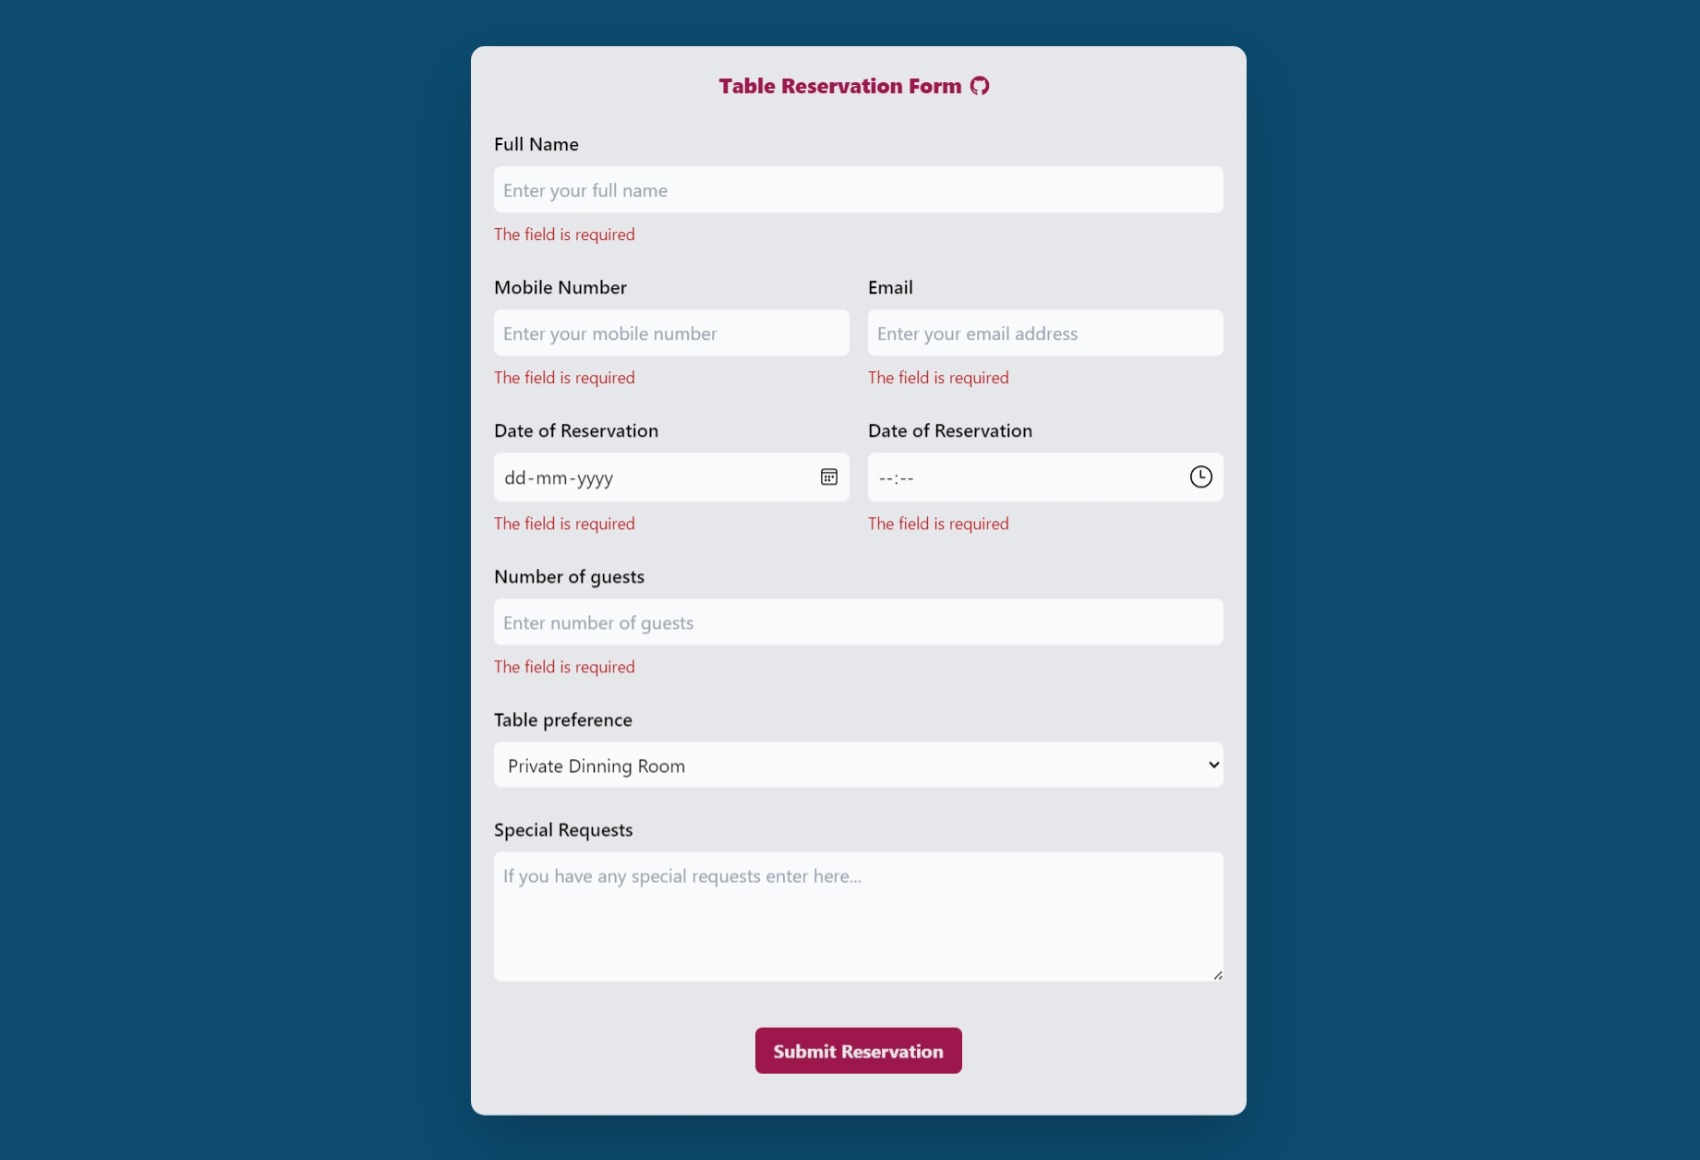 Table Reservation Form
Full Name
Enter your full name
The field is required
Mobile Number
Email
Enter your mobile number
Enter your email address
The field is required
The field is required
Date of Reservation
Date of Reservation
dd-mm-yyyy
--:--
The field is required
The field is required
Number of guests
Enter number of guests
The field is required
Table preference
Private Dinning Room
Special Requests
If you have any special requests enter here...
Submit Reservation